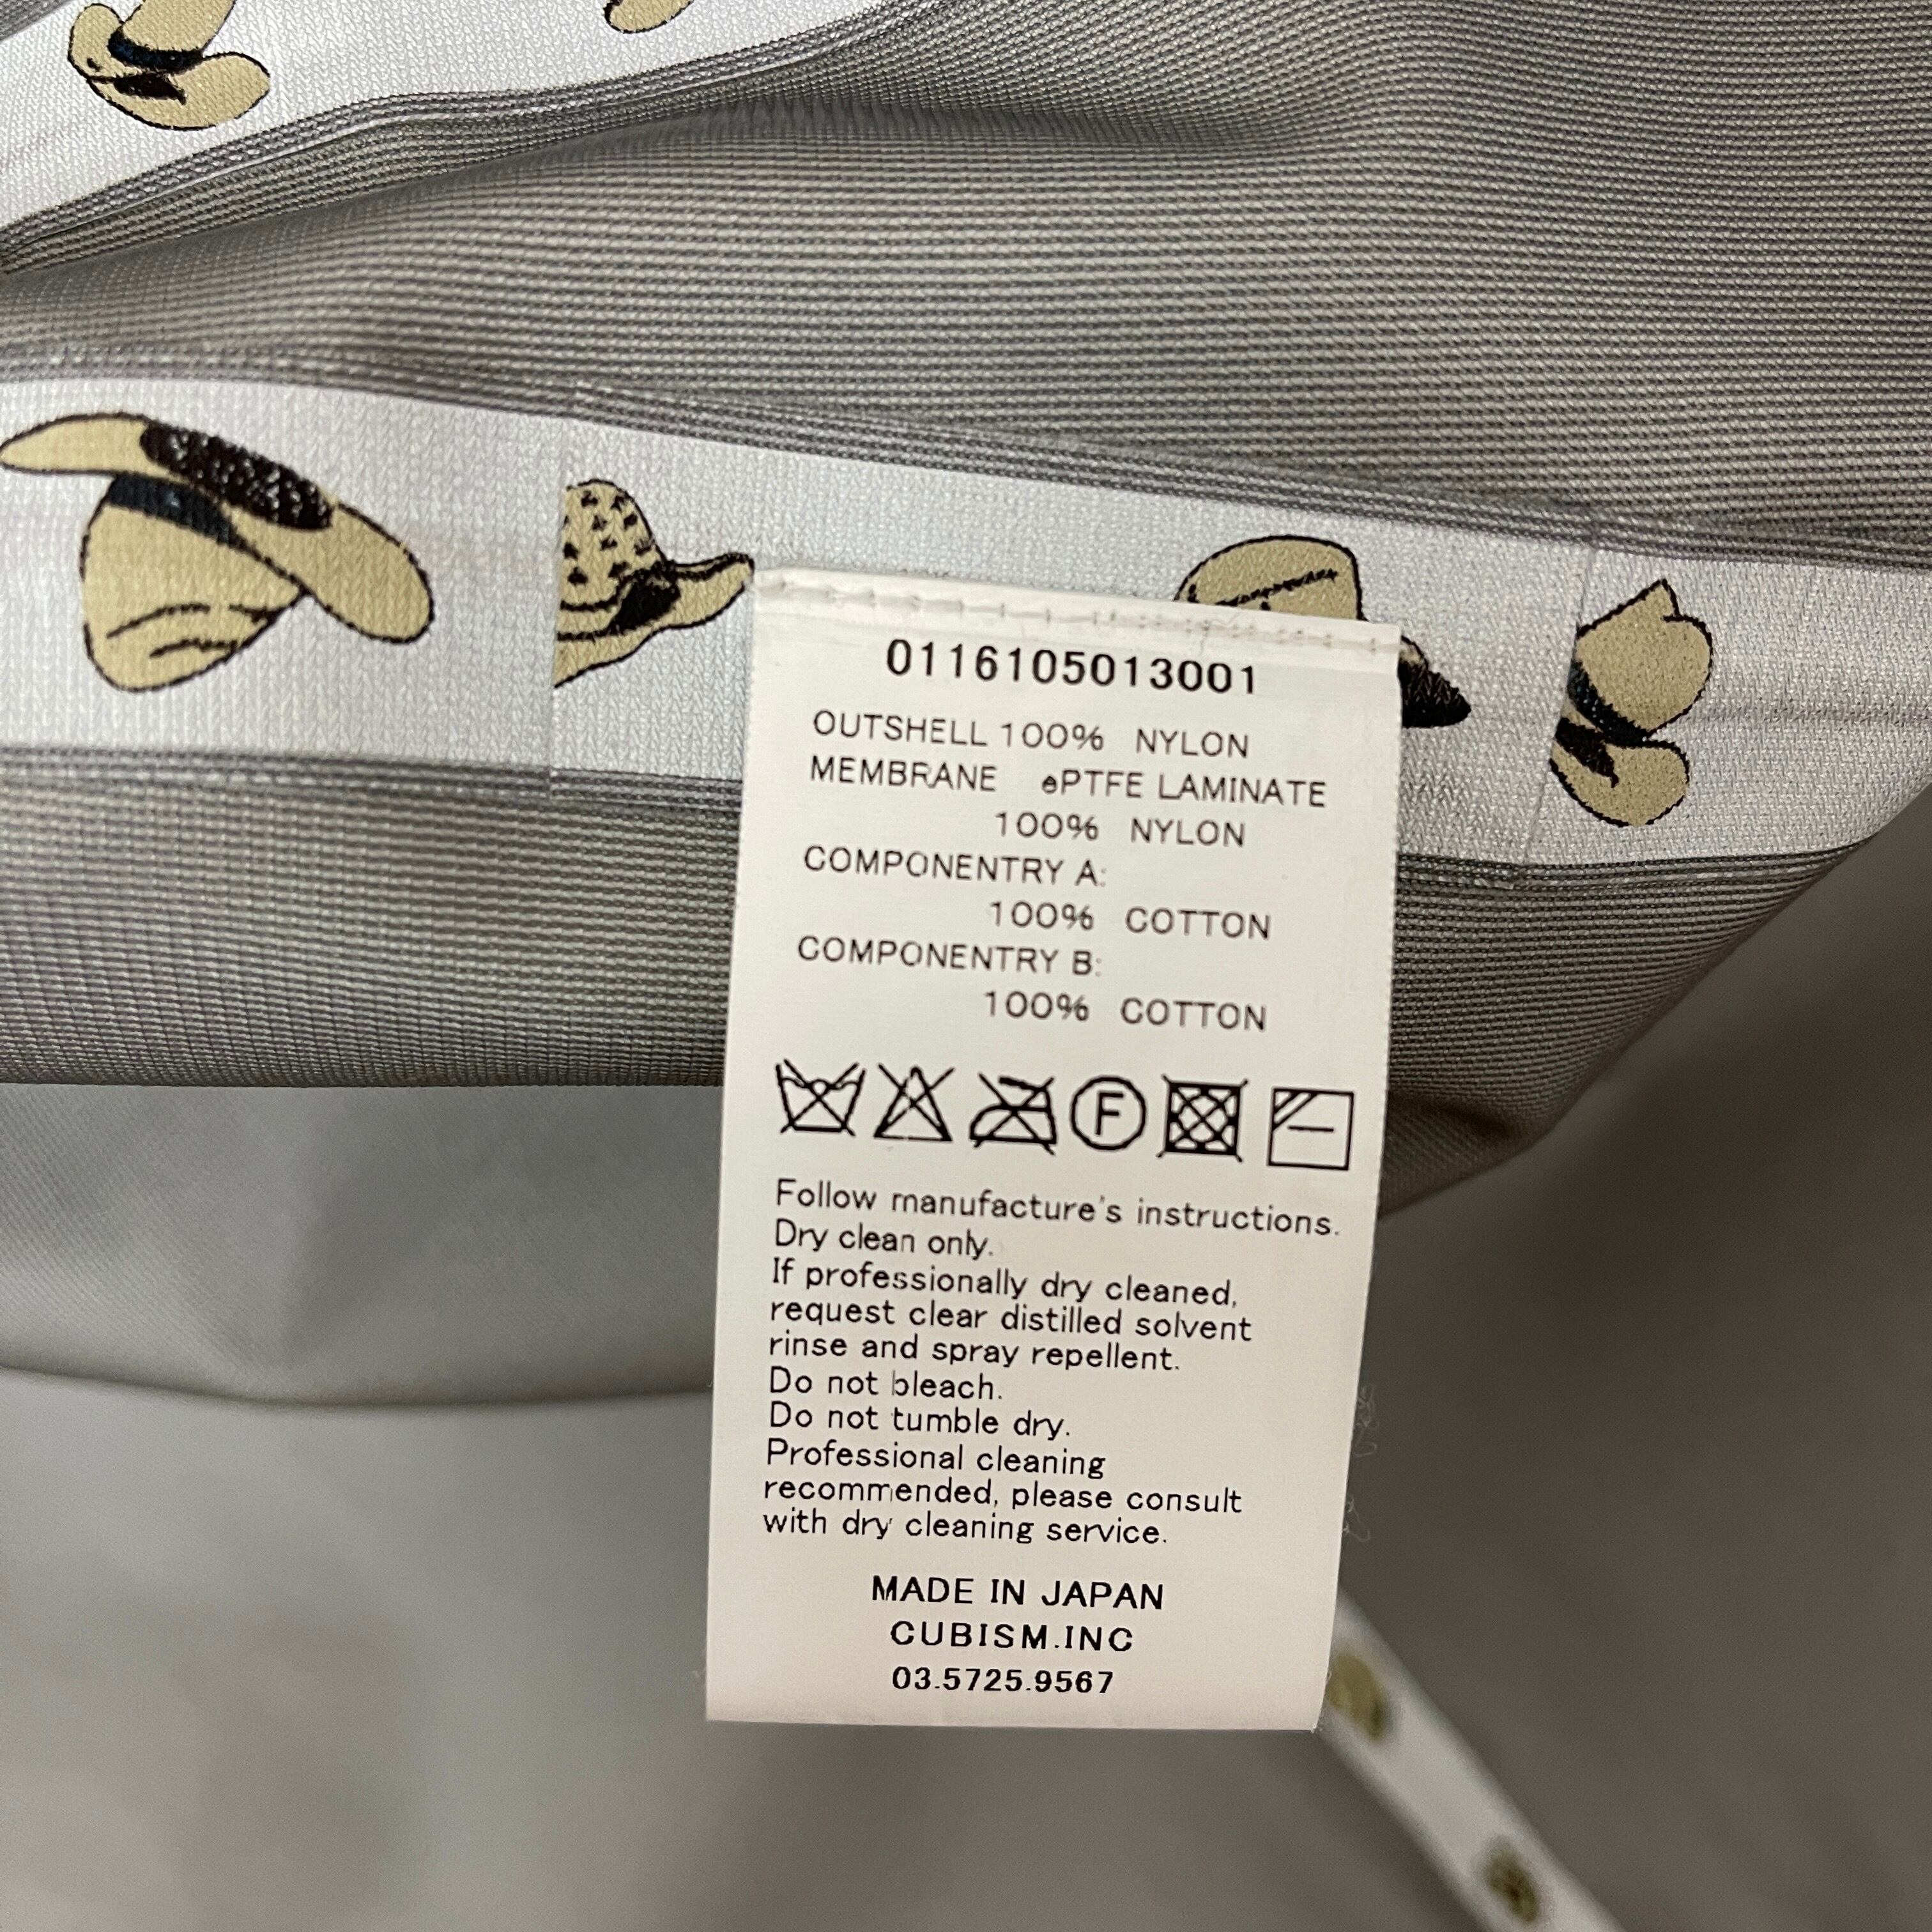 0116105013001
OUTSHELL 100% NYLON
MEMBRANE ePTFE LAMINATE
100% NYLON
COMPONENTRY A:
100% COTTON
COMPONENTRY B:
100% COTTON
F
Follow manufacture's instructions.
Dry clean only.
If professionally dry cleaned,
request clear distilled solvent
rinse and spray repellent.
Do not bleach.
Do not tumble dry.
Professional cleaning
recommended, please consult
with dry cleaning service.
MADE IN JAPAN
CUBISM.INC
03.5725.9567